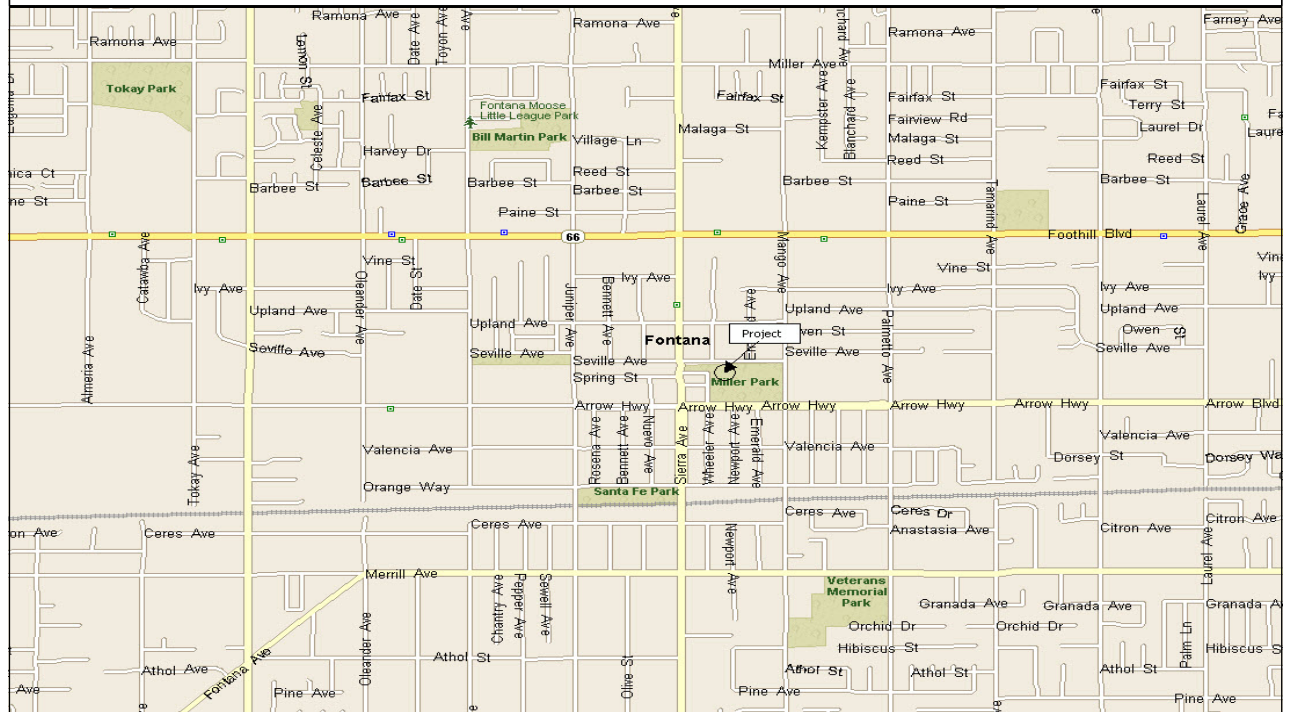 Ramona Ave
Ramona Ave
Date Ave
Toyon Ave
Ave
Ramona Ave
Ramona Ave
Farney Ave
Lemon St
Miller Ave
Tokay Park
Fairfax St
Fontana Moose
Little League Park
Bill Martin Park
Fairfax St
Kempster Ave
Blanchard Ave
Fairfax St
Fairview Rd
Malaga St
Reed St
Fairfax St
Terry St
Laurel Dr
Reed St
Celeste Ave
Harvey Dr
Village Ln
Malaga St
Barbee St
Barbee St
Barbee St
Reed St
Barbee St
Barbee St
Paine St
Barbee St
Paine St
Tamarind Ave
Laurel Ave
Grace Ave
66
Foothill Blvd
Catawba Ave
Ivy Ave
Vine St
Date St
Oleander Ave
Ivy Ave
Mango Ave
Vine St
Ivy Ave
Ivy Ave
Upland Ave
Upland Ave
Juniper Ave
Bennett Ave
Upland Ave
Upland Ave
Owen St
Seville Ave
Seville Ave
Seville Ave
Fontana
Project
Seville Ave
Seville Ave
Spring St
Miller Park
Palmetto Ave
Almeria Ave
Arrow Hwy
Arrow Hwy
Arrow Hwy
Arrow Hwy
Arrow Hwy
Arrow Blvd
Valencia Ave
Rosena Ave
Bennett Ave
Nuevo Ave
Sierra Ave
Wheeler Ave
Newport Ave
Emerald Ave
Valencia Ave
Valencia Ave
Dorsey St
Tokay Ave
Orange Way
Santa Fe Park
Ceres Ave
Ceres Ave
Ceres Ave
Ceres Dr
Anastasia Ave
Citron Ave
Citron Ave
Laurel Ave
Newport Ave
Merrill Ave
Chantry Ave
Pepper Ave
Sewell Ave
Veterans
Memorial
Park
Granada Ave
Granada Ave
Granada
Orchid Dr
Orchid Dr
Hibiscus St
Hibiscus
Palm Ln
Oleander Ave
Athol Ave
Fontana Ave
Athol St
Olive St
Athol St
Athol St
Athol St
Ave
Pine Ave
Pine Ave
Pine Ave